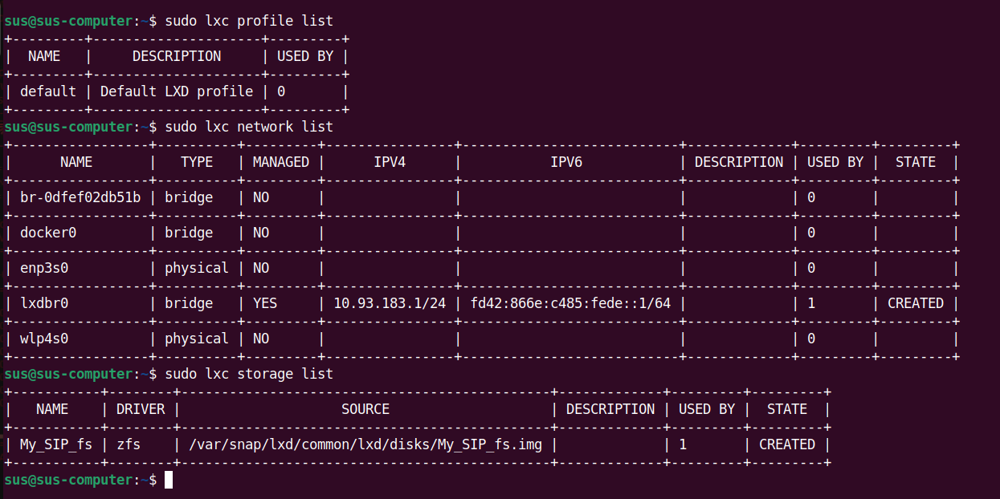 sus@sus-computer:~$ sudo lxc profile list
+---------+---------------------+---------+
|  NAME   |     DESCRIPTION     | USED BY |
+---------+---------------------+---------+
| default | Default LXD profile | 0       |
+---------+---------------------+---------+
sus@sus-computer:~$ sudo lxc network list
+-----------------+----------+---------+----------------+---------------------------+-------------+---------+---------+
|      NAME       |   TYPE   | MANAGED |      IPV4      |           IPV6            | DESCRIPTION | USED BY |  STATE  |
+-----------------+----------+---------+----------------+---------------------------+-------------+---------+---------+
| br-0dfef02db51b | bridge   | NO      |                |                           |             | 0       |         |
+-----------------+----------+---------+----------------+---------------------------+-------------+---------+---------+
| docker0         | bridge   | NO      |                |                           |             | 0       |         |
+-----------------+----------+---------+----------------+---------------------------+-------------+---------+---------+
| enp3s0          | physical | NO      |                |                           |             | 0       |         |
+-----------------+----------+---------+----------------+---------------------------+-------------+---------+---------+
| lxdbr0          | bridge   | YES     | 10.93.183.1/24 | fd42:866e:c485:fede::1/64 |             | 1       | CREATED |
+-----------------+----------+---------+----------------+---------------------------+-------------+---------+---------+
| wlp4s0          | physical | NO      |                |                           |             | 0       |         |
+-----------------+----------+---------+----------------+---------------------------+-------------+---------+---------+
sus@sus-computer:~$ sudo lxc storage list
+-----------+--------+----------------------------------------------+-------------+---------+---------+
|   NAME    | DRIVER |                    SOURCE                    | DESCRIPTION | USED BY |  STATE  |
+-----------+--------+----------------------------------------------+-------------+---------+---------+
| My_SIP_fs | zfs    | /var/snap/lxd/common/lxd/disks/My_SIP_fs.img |             | 1       | CREATED |
+-----------+--------+----------------------------------------------+-------------+---------+---------+
sus@sus-computer:~$